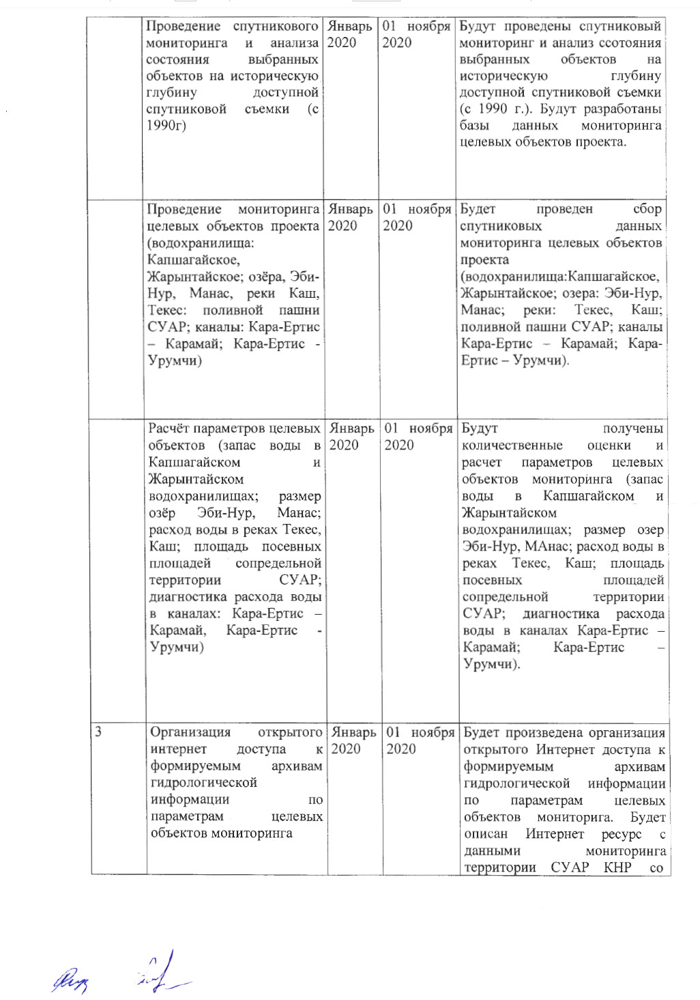 Проведение спутникового
мониторинга и анализа
состояния выбранных
объектов на историческую
глубину доступной
спутниковой съемки (с
1990г)
Январь
2020
01 ноября
2020
Будут проведены спутниковый
мониторинг и анализ ссотояния
выбранных объектов на
историческую глубину
доступной спутниковой съемки
(с 1990 г.). Будут разработаны
базы данных мониторинга
целевых объектов проекта.
Проведение мониторинга
целевых объектов проекта
(водохранилища:
Капшагайское,
Жарынтайское; озёра, Эби-
Нур, Манас, реки Каш,
Текес: поливной пашни
СУАР; каналы: Кара-Ертис
– Карамай; Кара-Ертис -
Урумчи)
Январь
2020
01 ноября
2020
Будет проведен сбор
спутниковых данных
мониторинга целевых объектов
проекта
(водохранилища:Капшагайское,
Жарынтайское; озера: Эби-Нур,
Манас; реки: Текес, Каш;
поливной пашни СУАР; каналы
Кара-Ертис – Карамай; Кара-
Ертис – Урумчи).
Расчёт параметров целевых
объектов (запас воды в
Капшагайском и
Жарынтайском
водохранилищах; размер
озёр Эби-Нур, Манас;
расход воды в реках Текес,
Каш; площадь посевных
площадей сопредельной
территории СУАР;
диагностика расхода воды
в каналах: Кара-Ертис –
Карамай, Кара-Ертис -
Урумчи)
Январь
2020
01 ноября
2020
Будут получены
количественные оценки и
расчет параметров целевых
объектов мониторинга (запас
воды в Капшагайском и
Жарынтайском
водохранилищах; размер озер
Эби-Нур, МАнас; расход воды в
реках Текес, Каш; площадь
посевных площадей
сопредельной территории
СУАР; диагностика расхода
воды в каналах Кара-Ертис –
Карамай; Кара-Ертис –
Урумчи).
3
Организация открытого
интернет доступа к
формируемым архивам
гидрологической
информации по
параметрам целевых
объектов мониторинга
Январь
2020
01 ноября
2020
Будет произведена организация
открытого Интернет доступа к
формируемым архивам
гидрологической информации
по параметрам целевых
объектов мониторига. Будет
описан Интернет ресурс с
данными мониторинга
территории СУАР КНР со